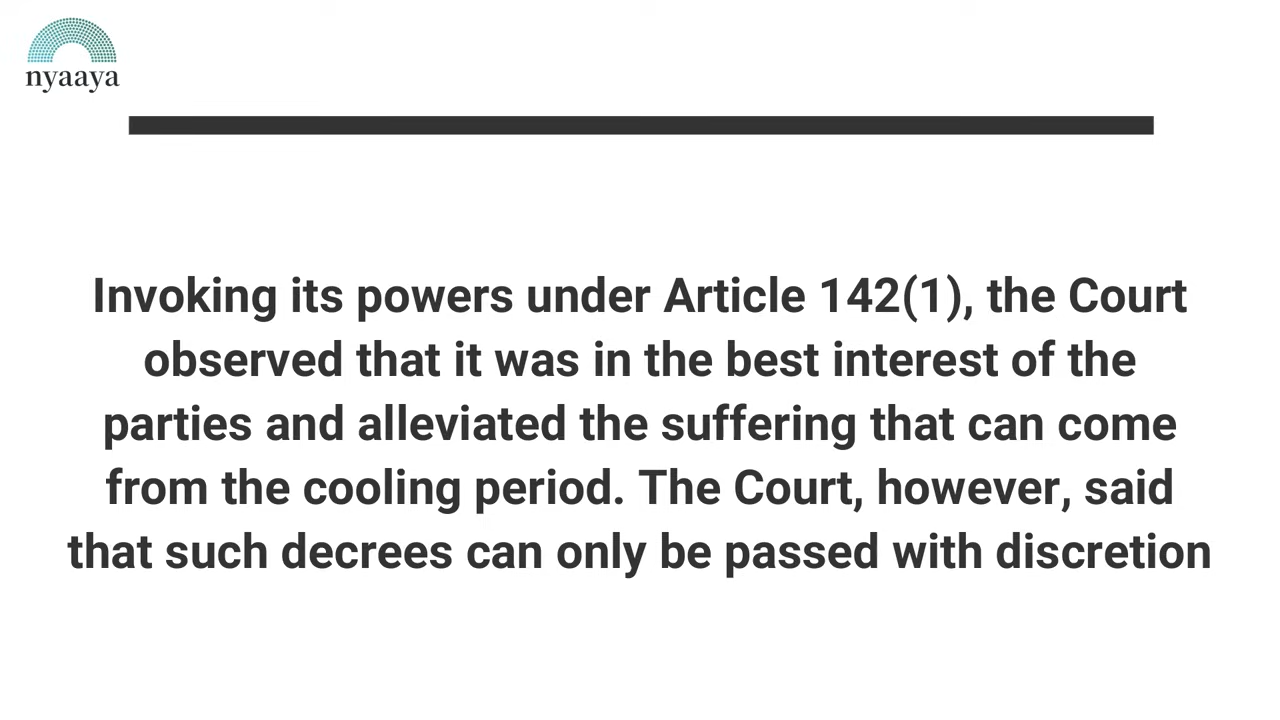 nyaaya
Invoking its powers under Article 142(1), the Court
observed that it was in the best interest of the
parties and alleviated the suffering that can come
from the cooling period. The Court, however, said
that such decrees can only be passed with discretion